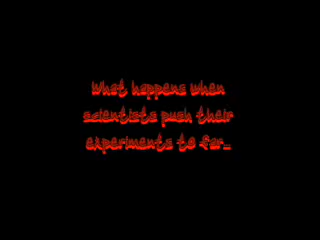 What happens when
scientists push their
experiments to far...